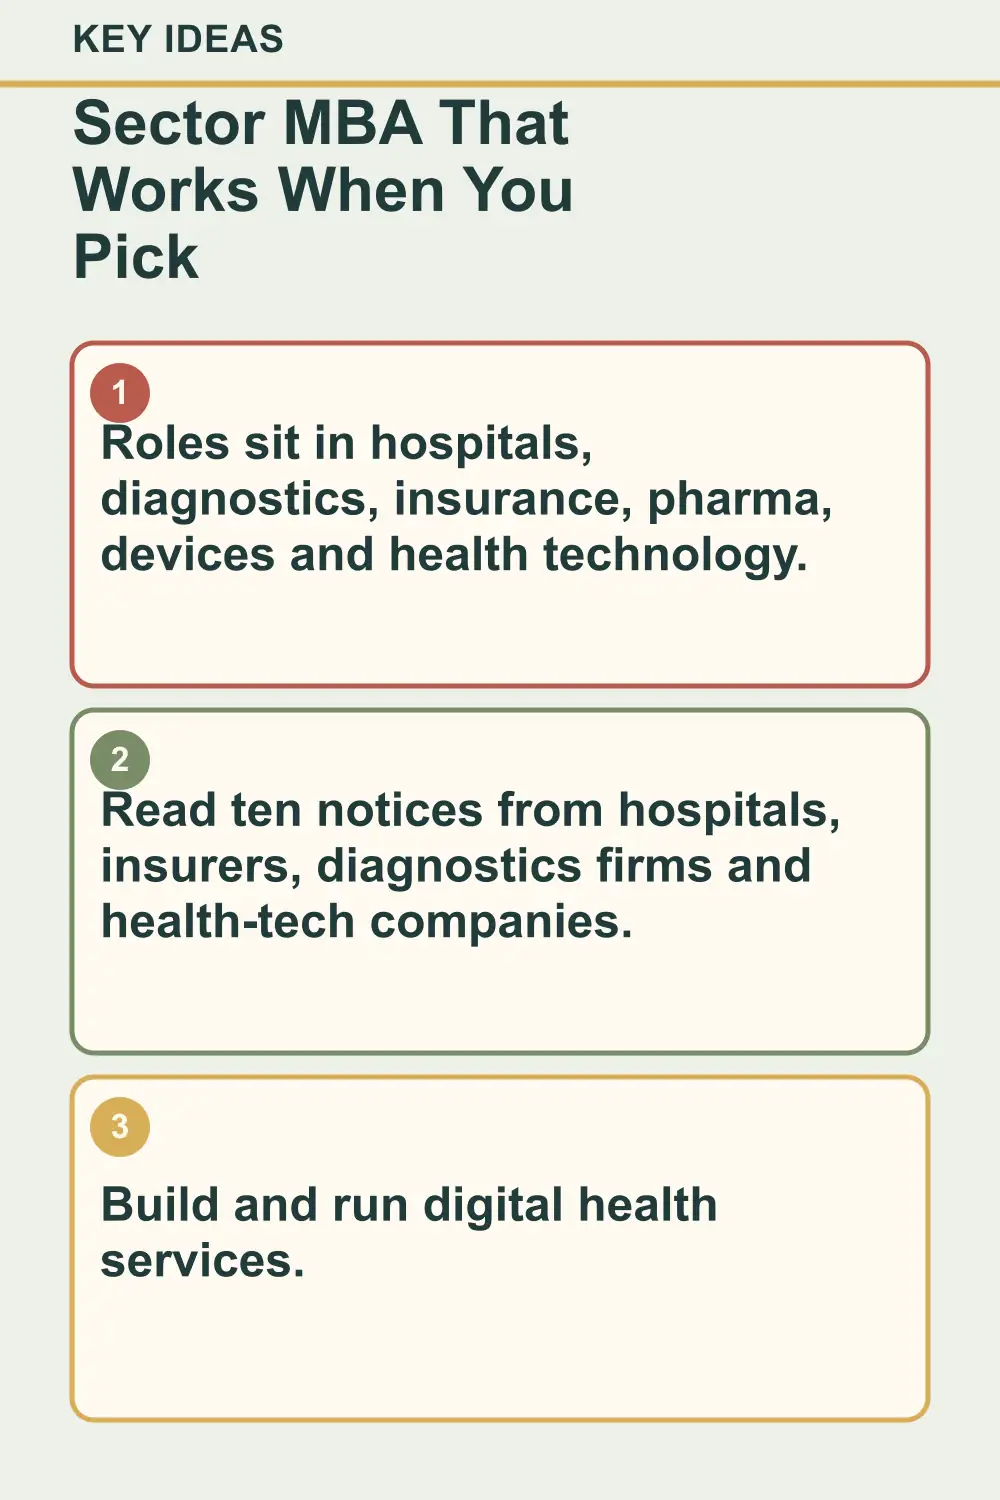 KEY IDEAS
Sector MBA That
Works When You
Pick
1
Roles sit in hospitals,
diagnostics, insurance, pharma,
devices and health technology.
2
Read ten notices from hospitals,
insurers, diagnostics firms and
health-tech companies.
3
Build and run digital health
services.